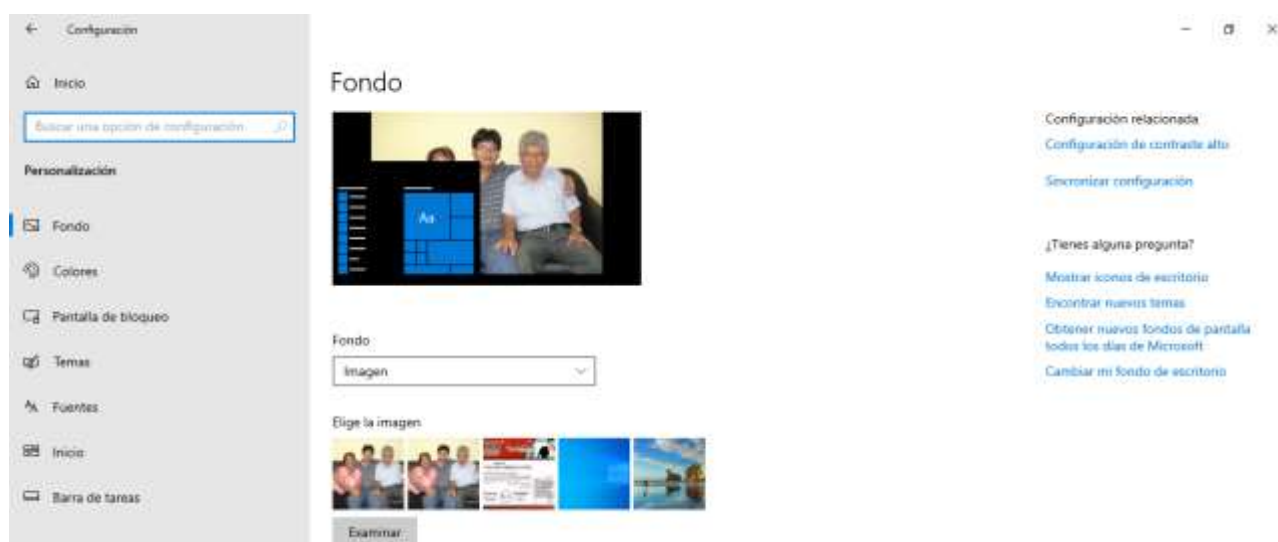 Configuración
Inicio
Buscar una opción de configuración
Personalización
Fondo
Colores
Pantalla de bloqueo
Temas
Fuentes
Inicio
Barra de tareas
Fondo
Aa
Fondo
Imagen
Elige la imagen
Examinar
Configuración relacionada
Configuración de contraste alto
Sincronizar configuración
¿Tienes alguna pregunta?
Mostrar iconos de escritorio
Encontrar nuevos temas
Obtener nuevos fondos de pantalla
todos los días de Microsoft
Cambiar mi fondo de escritorio